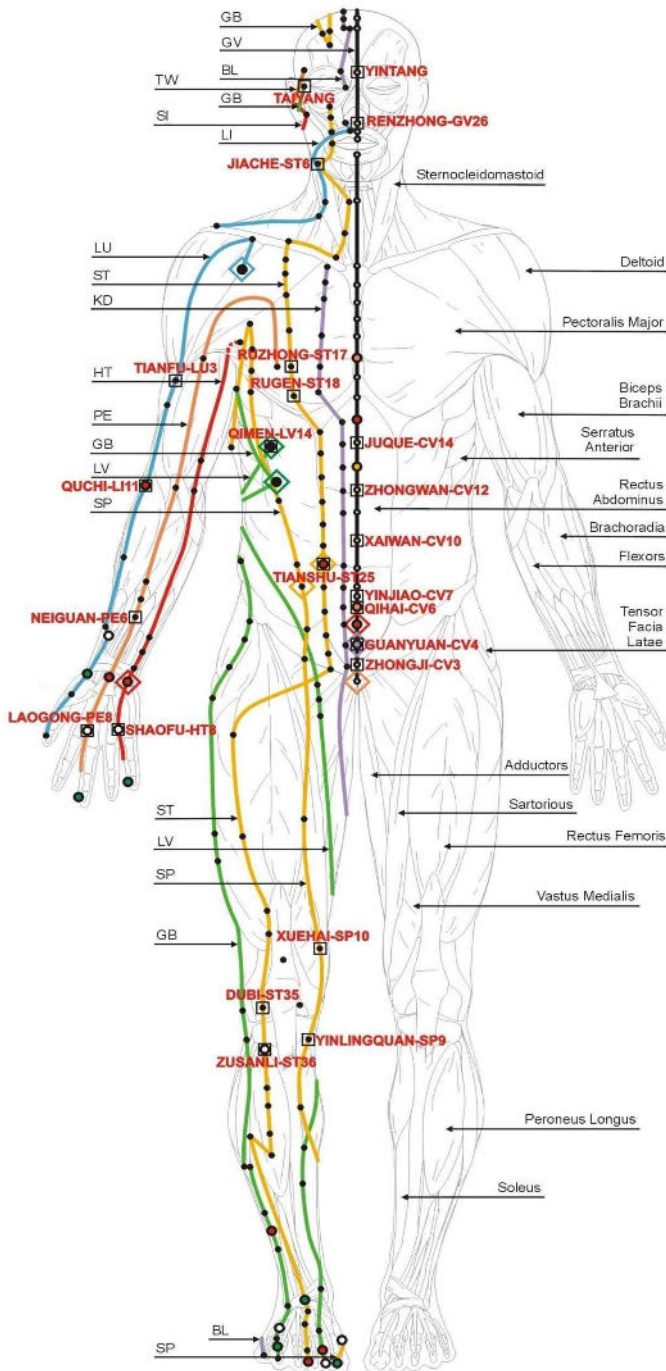 GB
GV
BL
YINTANG
TW
TAIYANG
GB
SI
RENZHONG-GV26
LI
JIACHE-ST6
Sternocleidomastoid
LU
ST
Deltoid
KD
Pectoralis Major
RUZHONG-ST17
TIANFU-LU3
HT
RUGEN-ST18
Biceps
Brachii
PE
QIMEN-LV14
JUQUE-CV14
Serratus
Anterior
GB
LV
QUCHI-LI11
ZHONGWAN-CV12
Rectus
Abdominus
SP
Brachoradia
XAIWAN-CV10
Flexors
TIANSHU-ST25
YINJIAO-CV7
QIHAI-CV6
Tensor
Facia
Latae
NEIGUAN-PE6
GUANYUAN-CV4
ZHONGJI-CV3
LAOGONG-PE8
SHAOFU-HT8
Adductors
ST
Sartorious
LV
Rectus Femoris
SP
Vastus Medialis
GB
XUEHAI-SP10
DUBI-ST35
YINLINGQUAN-SP9
ZUSANLI-ST36
Peroneus Longus
Soleus
BL
SP